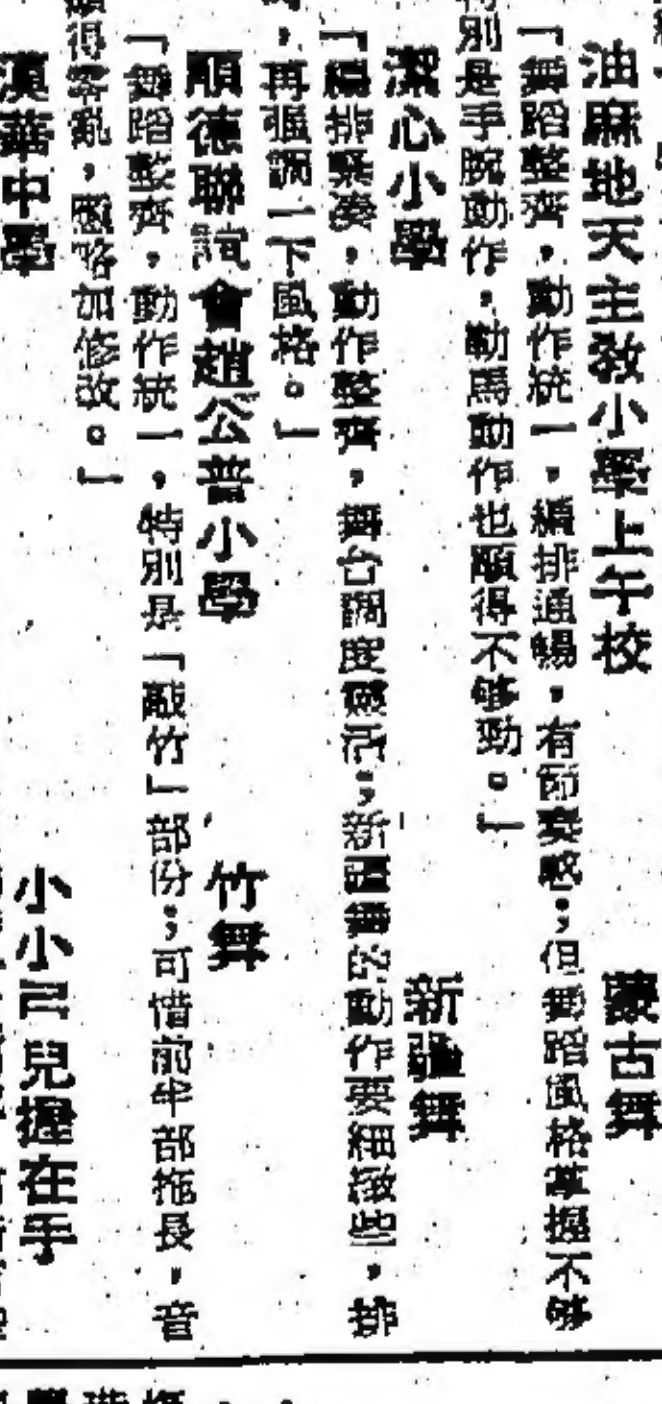 油麻地天主教小學上午校　蒙古舞
「舞蹈整齊，動作統一，編排通暢，有節奏感；但舞蹈風格掌握不够
別是手腕動作，勒馬動作也顯得不够勁。」
潔心小學　新疆舞
「編排緊湊，動作整齊，舞台調度靈活；新疆舞的動作要細緻些，排
，再強調一下風格。」
順德聯誼會趙公普小學　竹舞
「舞蹈整齊，動作統一，特別是「敲竹」部份；可惜前半部拖長，音
得零亂，應略加修改。」
漢華中學　小小弓兒握在手